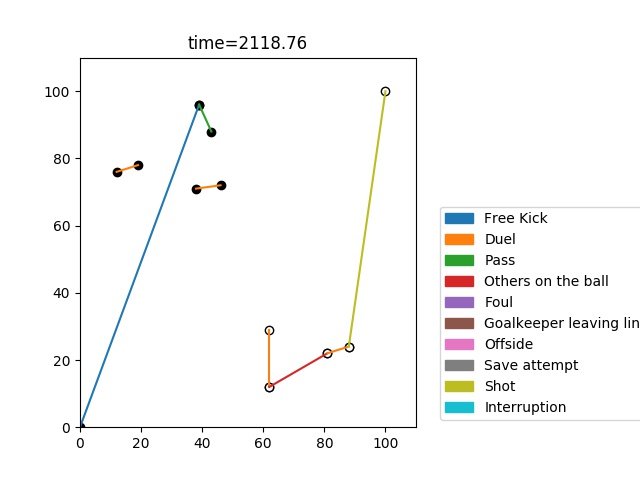 time=2118.76
100
80
60
40
20
0
0 20 40 60 80 100
Free Kick
Duel
Pass
Others on the ball
Foul
Goalkeeper leaving lin
Offside
Save attempt
Shot
Interruption